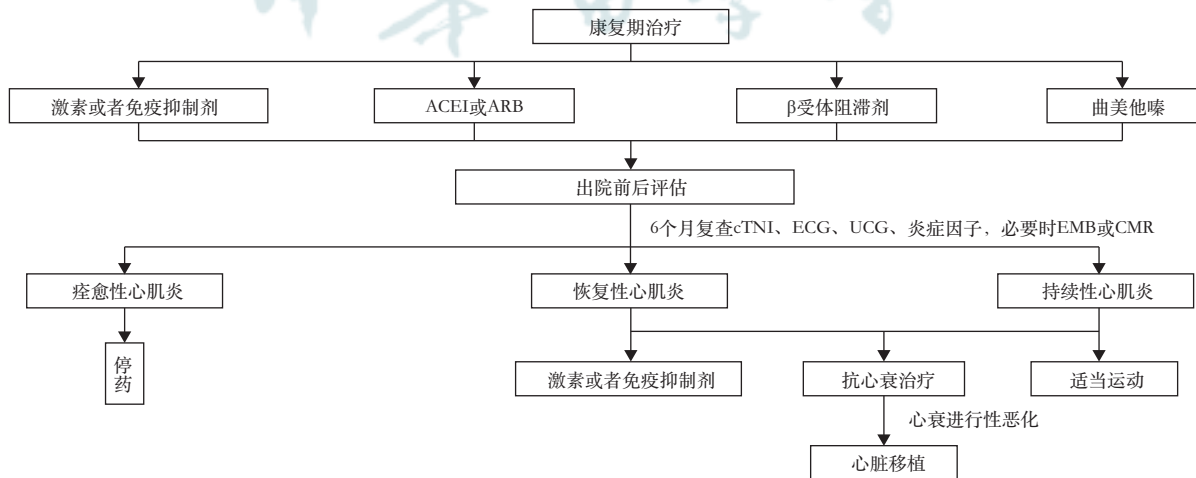 康复期治疗
激素或者免疫抑制剂
ACEI或ARB
β受体阻滞剂
曲美他嗪
出院前后评估
6个月复查cTNI、ECG、UCG、炎症因子，必要时EMB或CMR
痊愈性心肌炎
恢复性心肌炎
持续性心肌炎
停
药
激素或者免疫抑制剂
抗心衰治疗
适当运动
心衰进行性恶化
心脏移植